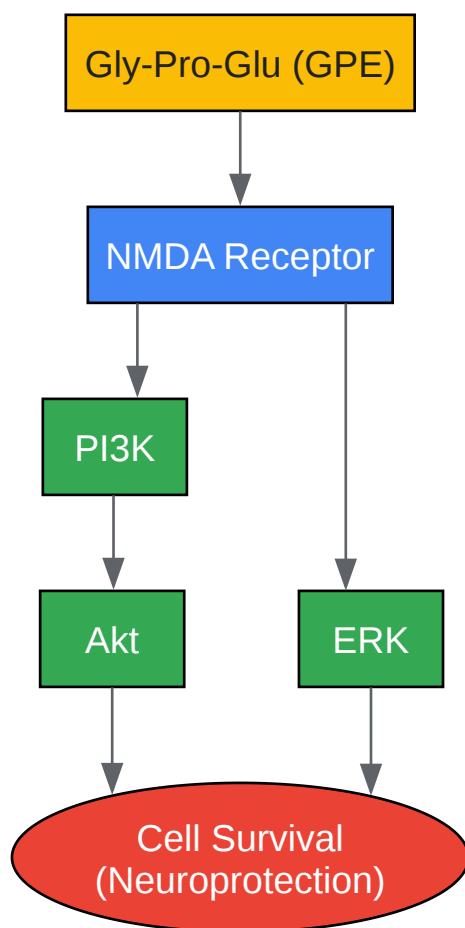 Gly-Pro-Glu (GPE)
NMDA Receptor
PI3K
Akt
ERK
Cell Survival
(Neuroprotection)